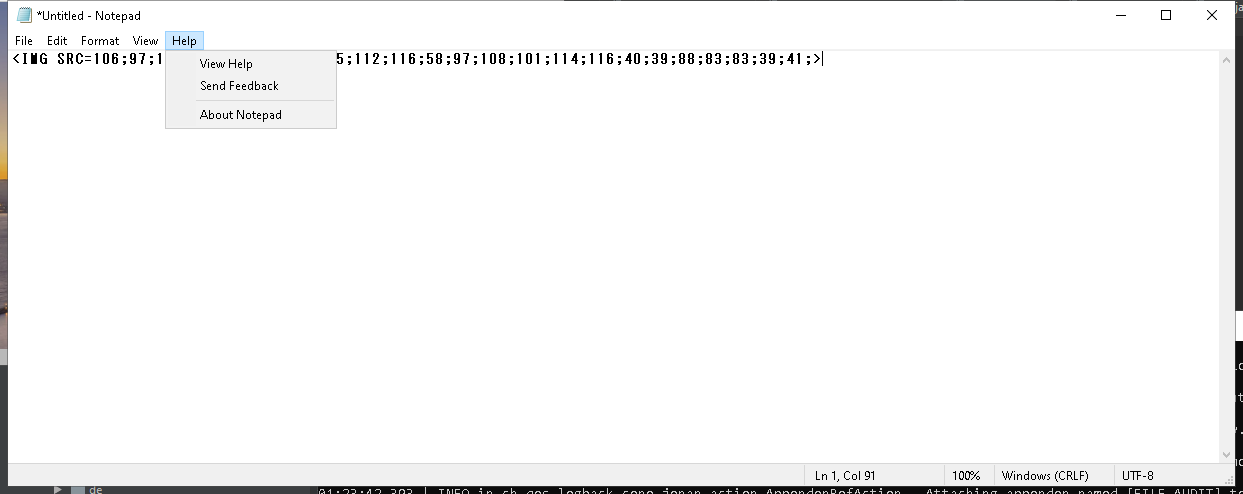 *Untitled - Notepad
File Edit Format View Help
<IMG SRC=106;97;1 5;112;116;58;97;108;101;114;116;40;39;88;83;83;39;41;>
View Help
Send Feedback
About Notepad
Ln 1, Col 91 100% Windows (CRLF) UTF-8
de 01:23:42,393 | INFO in ch.qos.logback.core.joran.action.AppenderRefAction - Attaching appender named [FILE_AUDIT] t